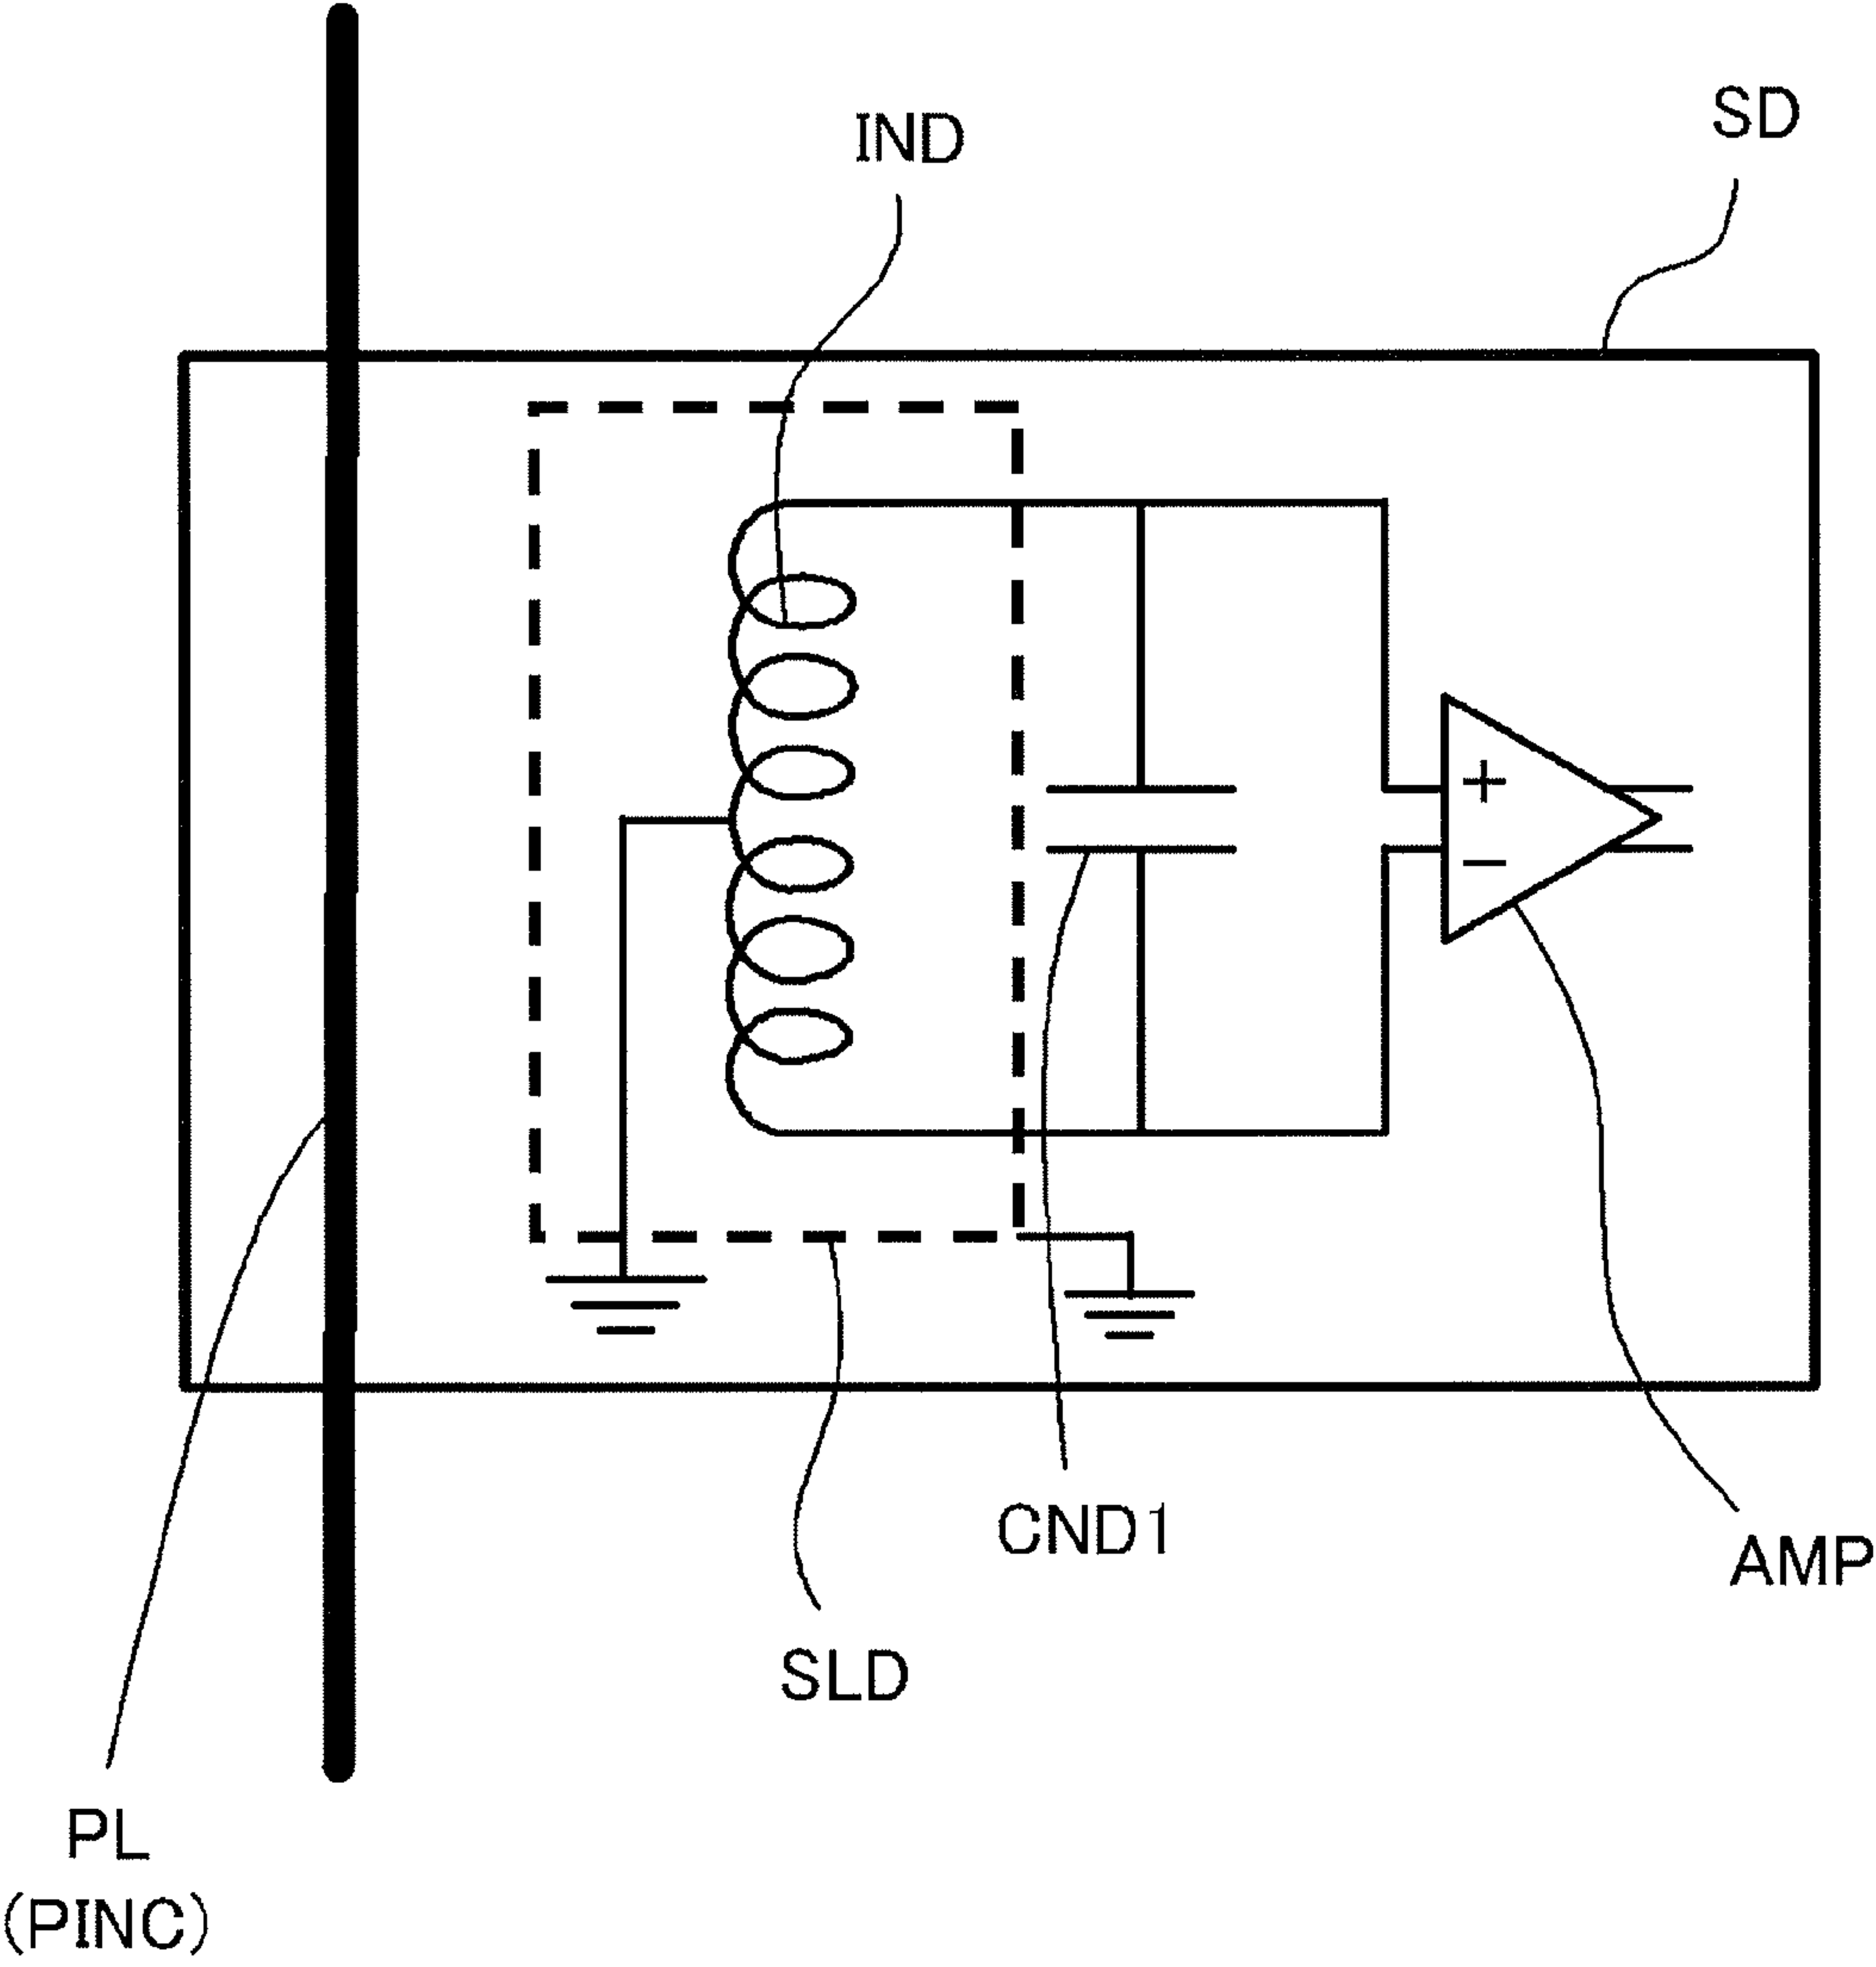 SD
IND
+
−
CND1
AMP
SLD
PL
(PINC)